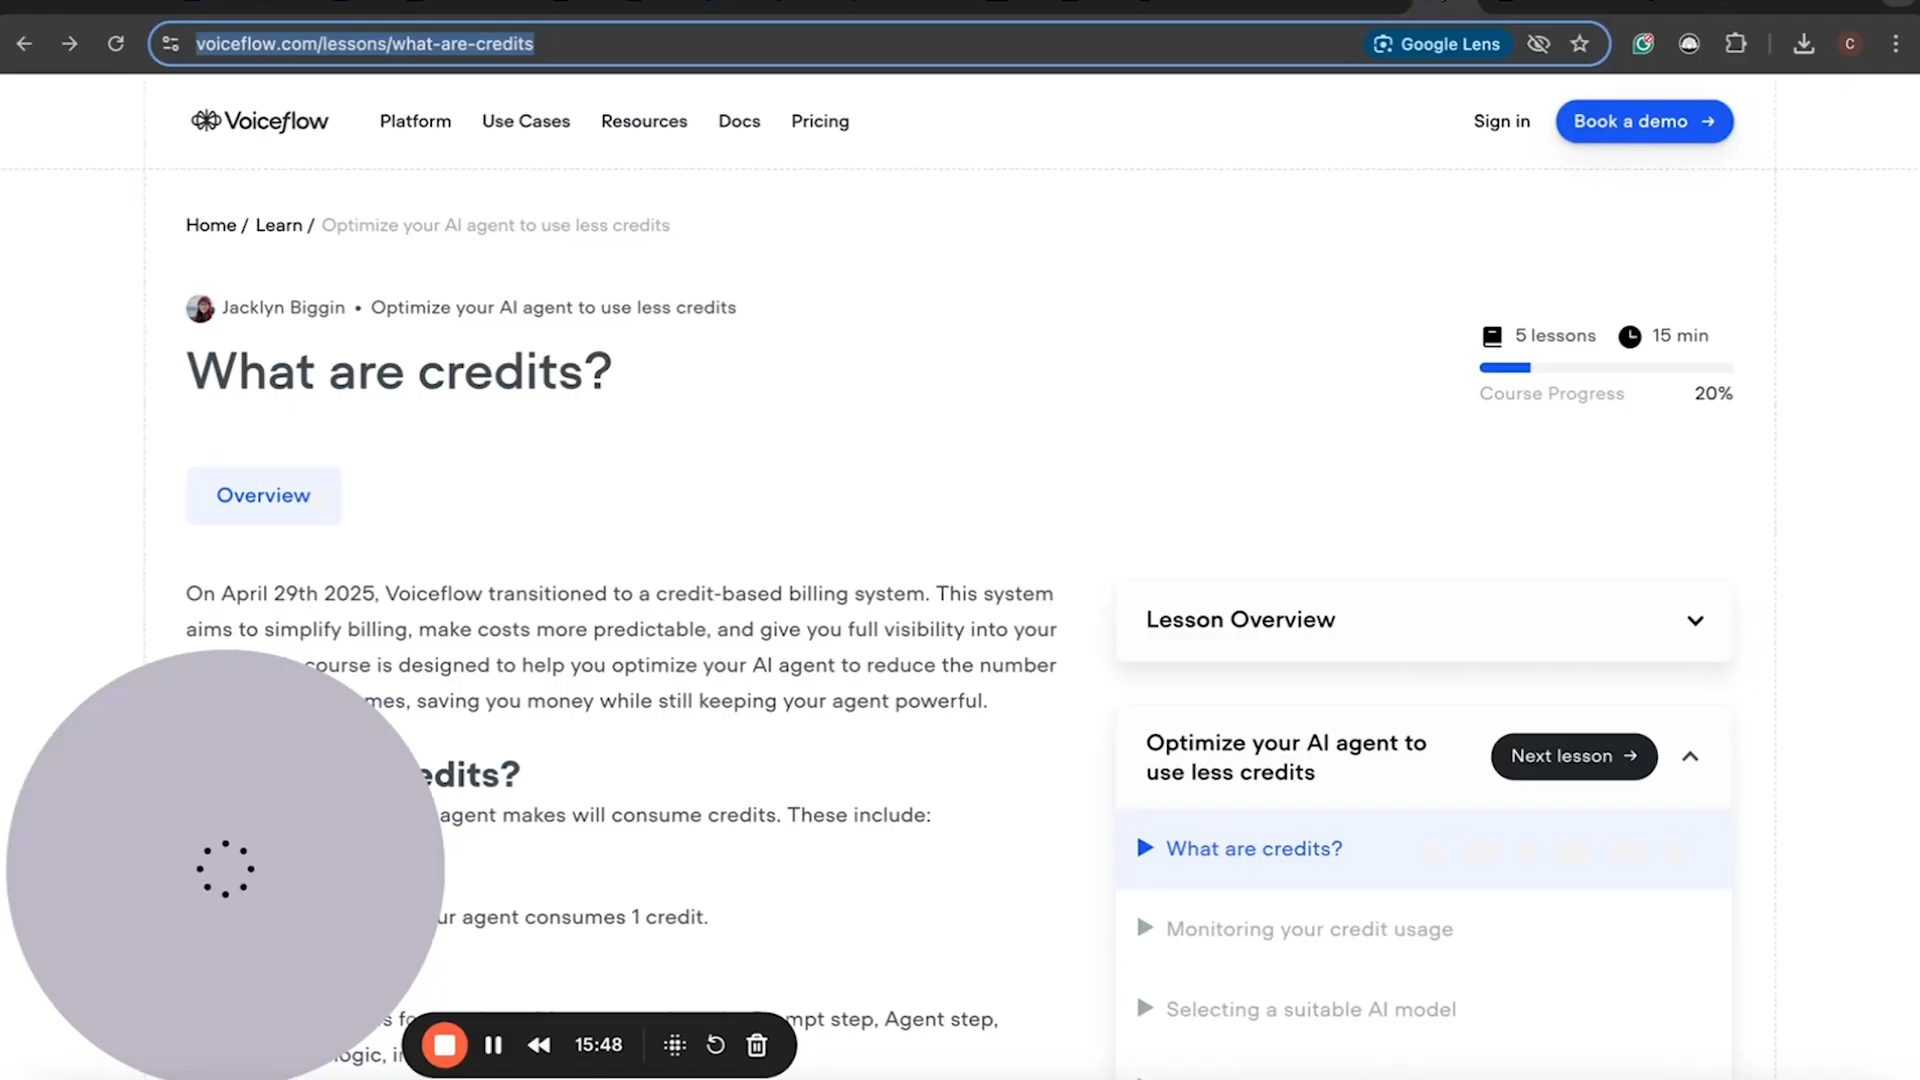 voiceflow.com/lessons/what-are-credits
Google Lens
C
Voiceflow
Platform
Use Cases
Resources
Docs
Pricing
Sign in
Book a demo →
Home / Learn / Optimize your AI agent to use less credits
Jacklyn Biggin • Optimize your AI agent to use less credits
What are credits?
5 lessons
15 min
Course Progress
20%
Overview
On April 29th 2025, Voiceflow transitioned to a credit-based billing system. This system
aims to simplify billing, make costs more predictable, and give you full visibility into your
course is designed to help you optimize your AI agent to reduce the number
mes, saving you money while still keeping your agent powerful.
edits?
agent makes will consume credits. These include:
ur agent consumes 1 credit.
mpt step, Agent step,
ogic,
15:48
Lesson Overview
Optimize your AI agent to
use less credits
Next lesson →
What are credits?
Monitoring your credit usage
Selecting a suitable AI model